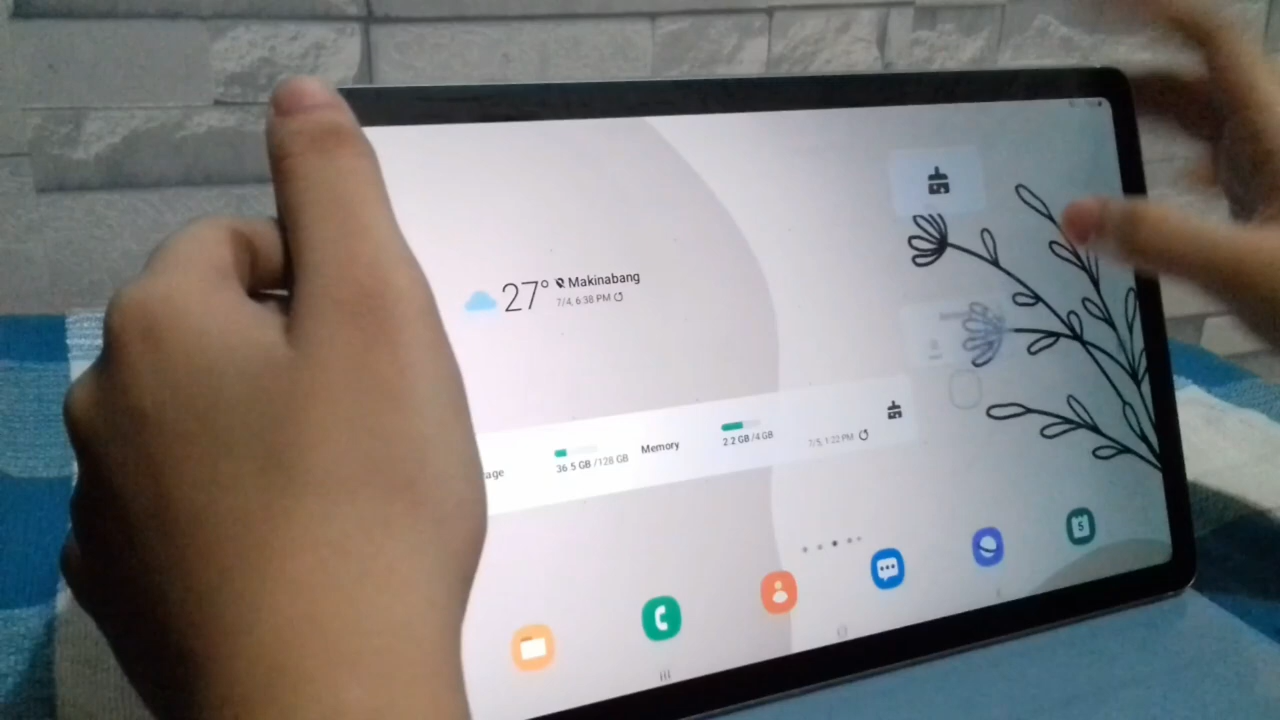 27° Makinabang
7/4, 6:38 PM
age
36.5 GB /128 GB
Memory
2.2 GB /4 GB
7/5, 1:22 PM
5